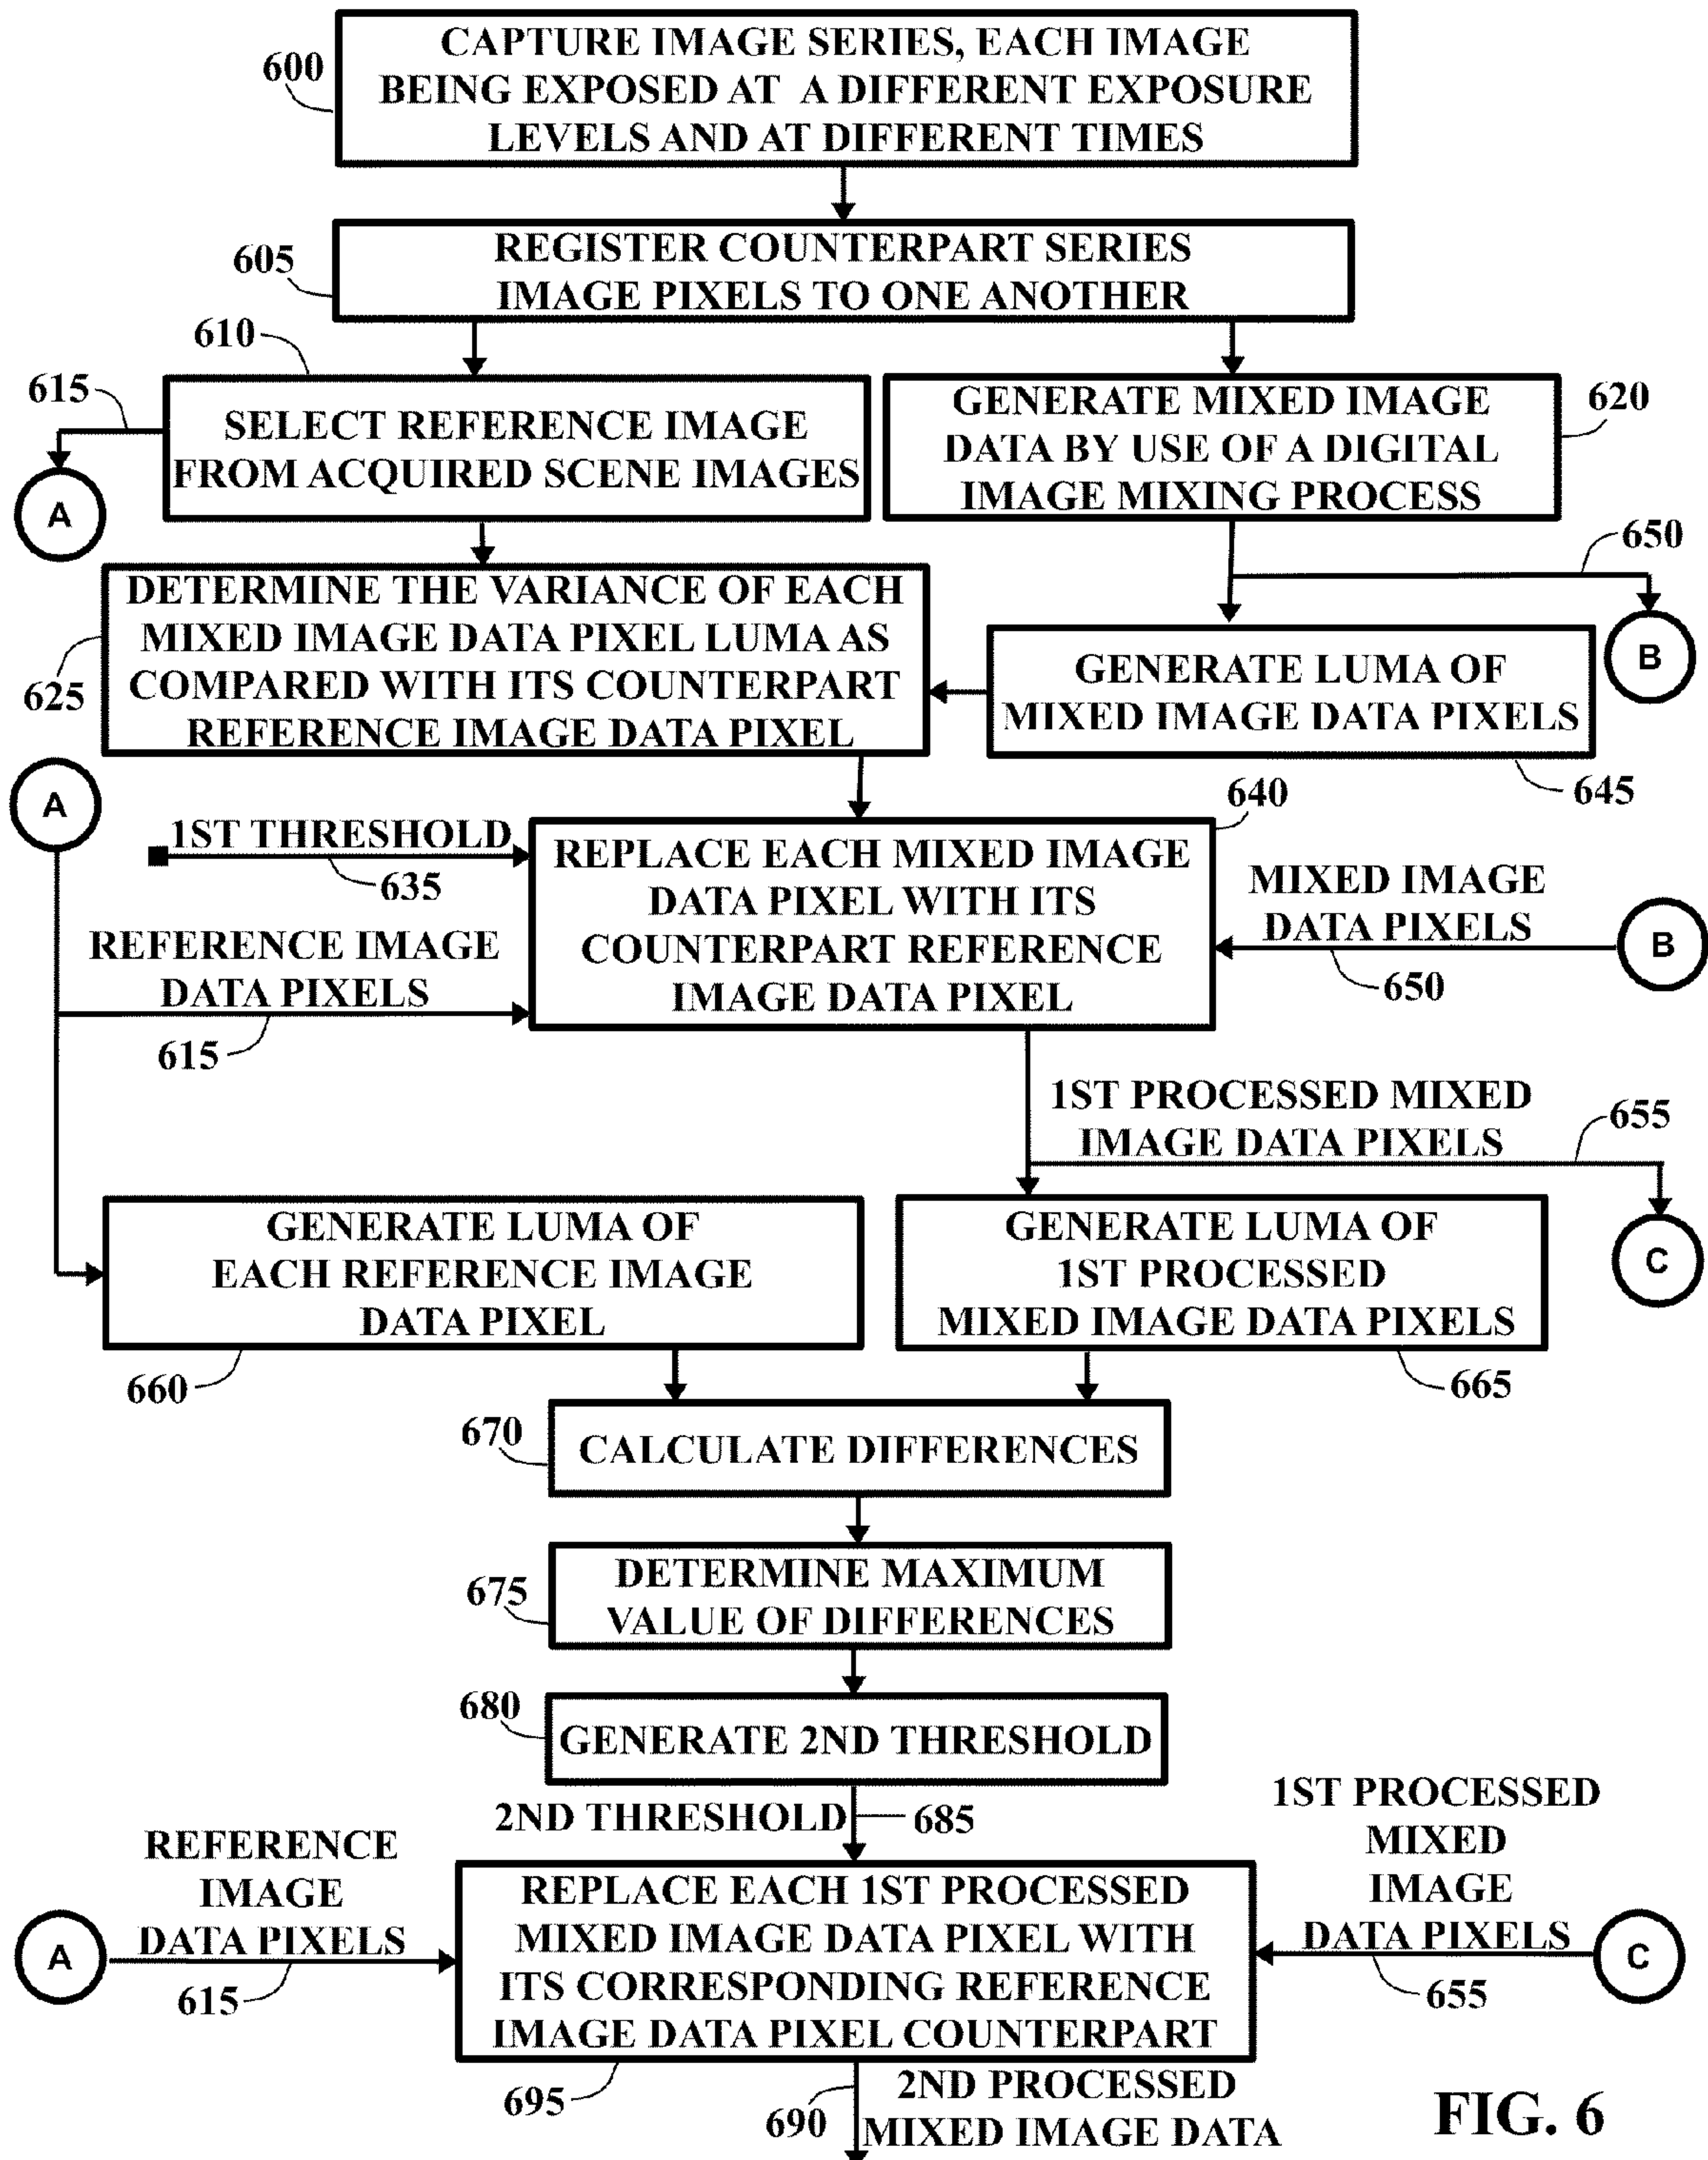 600
CAPTURE IMAGE SERIES, EACH IMAGE
BEING EXPOSED AT A DIFFERENT EXPOSURE
LEVELS AND AT DIFFERENT TIMES
605
REGISTER COUNTERPART SERIES
IMAGE PIXELS TO ONE ANOTHER
610
615
SELECT REFERENCE IMAGE
FROM ACQUIRED SCENE IMAGES
A
GENERATE MIXED IMAGE
DATA BY USE OF A DIGITAL
IMAGE MIXING PROCESS
620
650
B
DETERMINE THE VARIANCE OF EACH
MIXED IMAGE DATA PIXEL LUMA AS
COMPARED WITH ITS COUNTERPART
REFERENCE IMAGE DATA PIXEL
625
GENERATE LUMA OF
MIXED IMAGE DATA PIXELS
645
A
640
1ST THRESHOLD
635
REFERENCE IMAGE
DATA PIXELS
615
REPLACE EACH MIXED IMAGE
DATA PIXEL WITH ITS
COUNTERPART REFERENCE
IMAGE DATA PIXEL
MIXED IMAGE
DATA PIXELS
650
B
1ST PROCESSED MIXED
IMAGE DATA PIXELS
655
C
GENERATE LUMA OF
EACH REFERENCE IMAGE
DATA PIXEL
660
GENERATE LUMA OF
1ST PROCESSED
MIXED IMAGE DATA PIXELS
665
670
CALCULATE DIFFERENCES
675
DETERMINE MAXIMUM
VALUE OF DIFFERENCES
680
GENERATE 2ND THRESHOLD
2ND THRESHOLD
685
REFERENCE
IMAGE
DATA PIXELS
A
615
REPLACE EACH 1ST PROCESSED
MIXED IMAGE DATA PIXEL WITH
ITS CORRESPONDING REFERENCE
IMAGE DATA PIXEL COUNTERPART
1ST PROCESSED
MIXED
IMAGE
DATA PIXELS
C
655
695
690
2ND PROCESSED
MIXED IMAGE DATA
FIG. 6